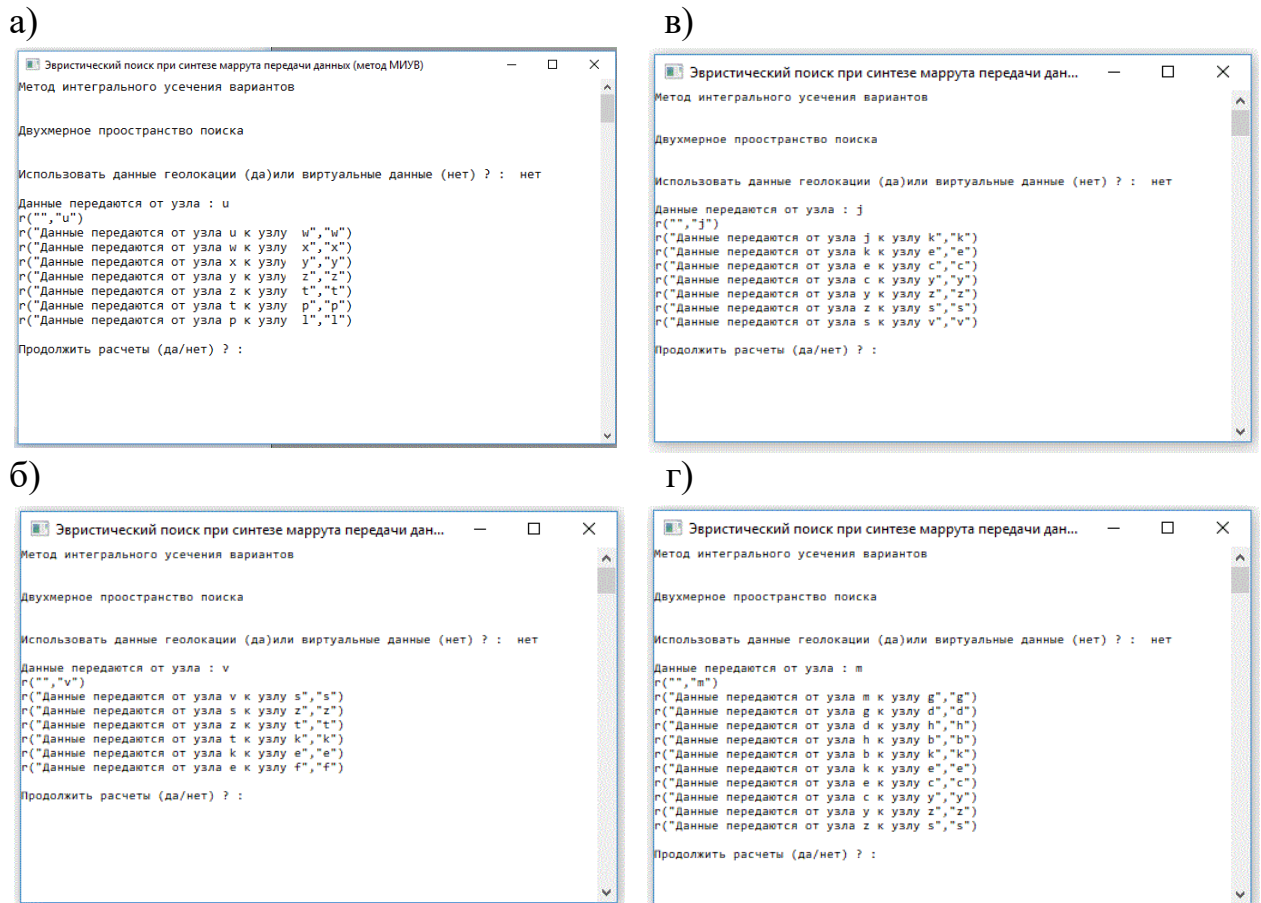 а)
Эвристический поиск при синтезе маррута передачи данных (метод МИУВ)
Метод интегрального усечения вариантов
Двухмерное проостранство поиска
Использовать данные геолокации (да)или виртуальные данные (нет) ? :  нет
Данные передаются от узла : u
r("","u")
r("Данные передаются от узла u к узлу  w","w")
r("Данные передаются от узла w к узлу  x","x")
r("Данные передаются от узла x к узлу  y","y")
r("Данные передаются от узла y к узлу  z","z")
r("Данные передаются от узла z к узлу  t","t")
r("Данные передаются от узла t к узлу  p","p")
r("Данные передаются от узла p к узлу  l","l")
Продолжить расчеты (да/нет) ? :
в)
Эвристический поиск при синтезе маррута передачи дан...
Метод интегрального усечения вариантов
Двухмерное проостранство поиска
Использовать данные геолокации (да)или виртуальные данные (нет) ? :  нет
Данные передаются от узла : j
r("","j")
r("Данные передаются от узла j к узлу k","k")
r("Данные передаются от узла k к узлу e","e")
r("Данные передаются от узла e к узлу c","c")
r("Данные передаются от узла c к узлу y","y")
r("Данные передаются от узла y к узлу z","z")
r("Данные передаются от узла z к узлу s","s")
r("Данные передаются от узла s к узлу v","v")
Продолжить расчеты (да/нет) ? :
б)
Эвристический поиск при синтезе маррута передачи дан...
Метод интегрального усечения вариантов
Двухмерное проостранство поиска
Использовать данные геолокации (да)или виртуальные данные (нет) ? :  нет
Данные передаются от узла : v
r("","v")
r("Данные передаются от узла v к узлу s","s")
r("Данные передаются от узла s к узлу z","z")
r("Данные передаются от узла z к узлу t","t")
r("Данные передаются от узла t к узлу k","k")
r("Данные передаются от узла k к узлу e","e")
r("Данные передаются от узла e к узлу f","f")
Продолжить расчеты (да/нет) ? :
г)
Эвристический поиск при синтезе маррута передачи дан...
Метод интегрального усечения вариантов
Двухмерное проостранство поиска
Использовать данные геолокации (да)или виртуальные данные (нет) ? :  нет
Данные передаются от узла : m
r("","m")
r("Данные передаются от узла m к узлу g","g")
r("Данные передаются от узла g к узлу d","d")
r("Данные передаются от узла d к узлу h","h")
r("Данные передаются от узла h к узлу b","b")
r("Данные передаются от узла b к узлу k","k")
r("Данные передаются от узла k к узлу e","e")
r("Данные передаются от узла e к узлу c","c")
r("Данные передаются от узла c к узлу y","y")
r("Данные передаются от узла y к узлу z","z")
r("Данные передаются от узла z к узлу s","s")
Продолжить расчеты (да/нет) ? :